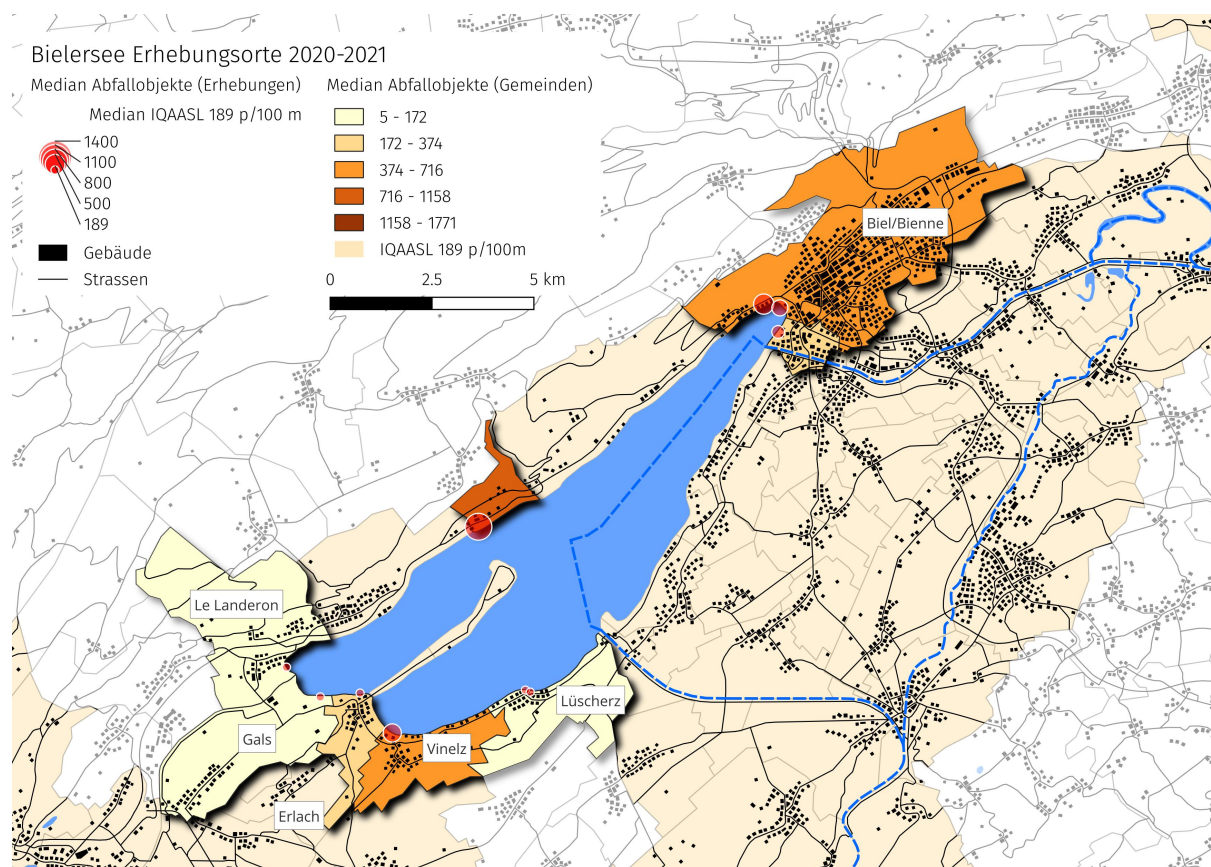 Bielersee Erhebungsorte 2020-2021
Median Abfallobjekte (Erhebungen)
Median IQAASL 189 p/100 m
1400
1100
800
500
189
Gebäude
Strassen
Median Abfallobjekte (Gemeinden)
5 - 172
172 - 374
374 - 716
716 - 1158
1158 - 1771
IQAASL 189 p/100m
0 2.5 5 km
Biel/Bienne
Le Landeron
Lüscherz
Gals
Vinelz
Erlach